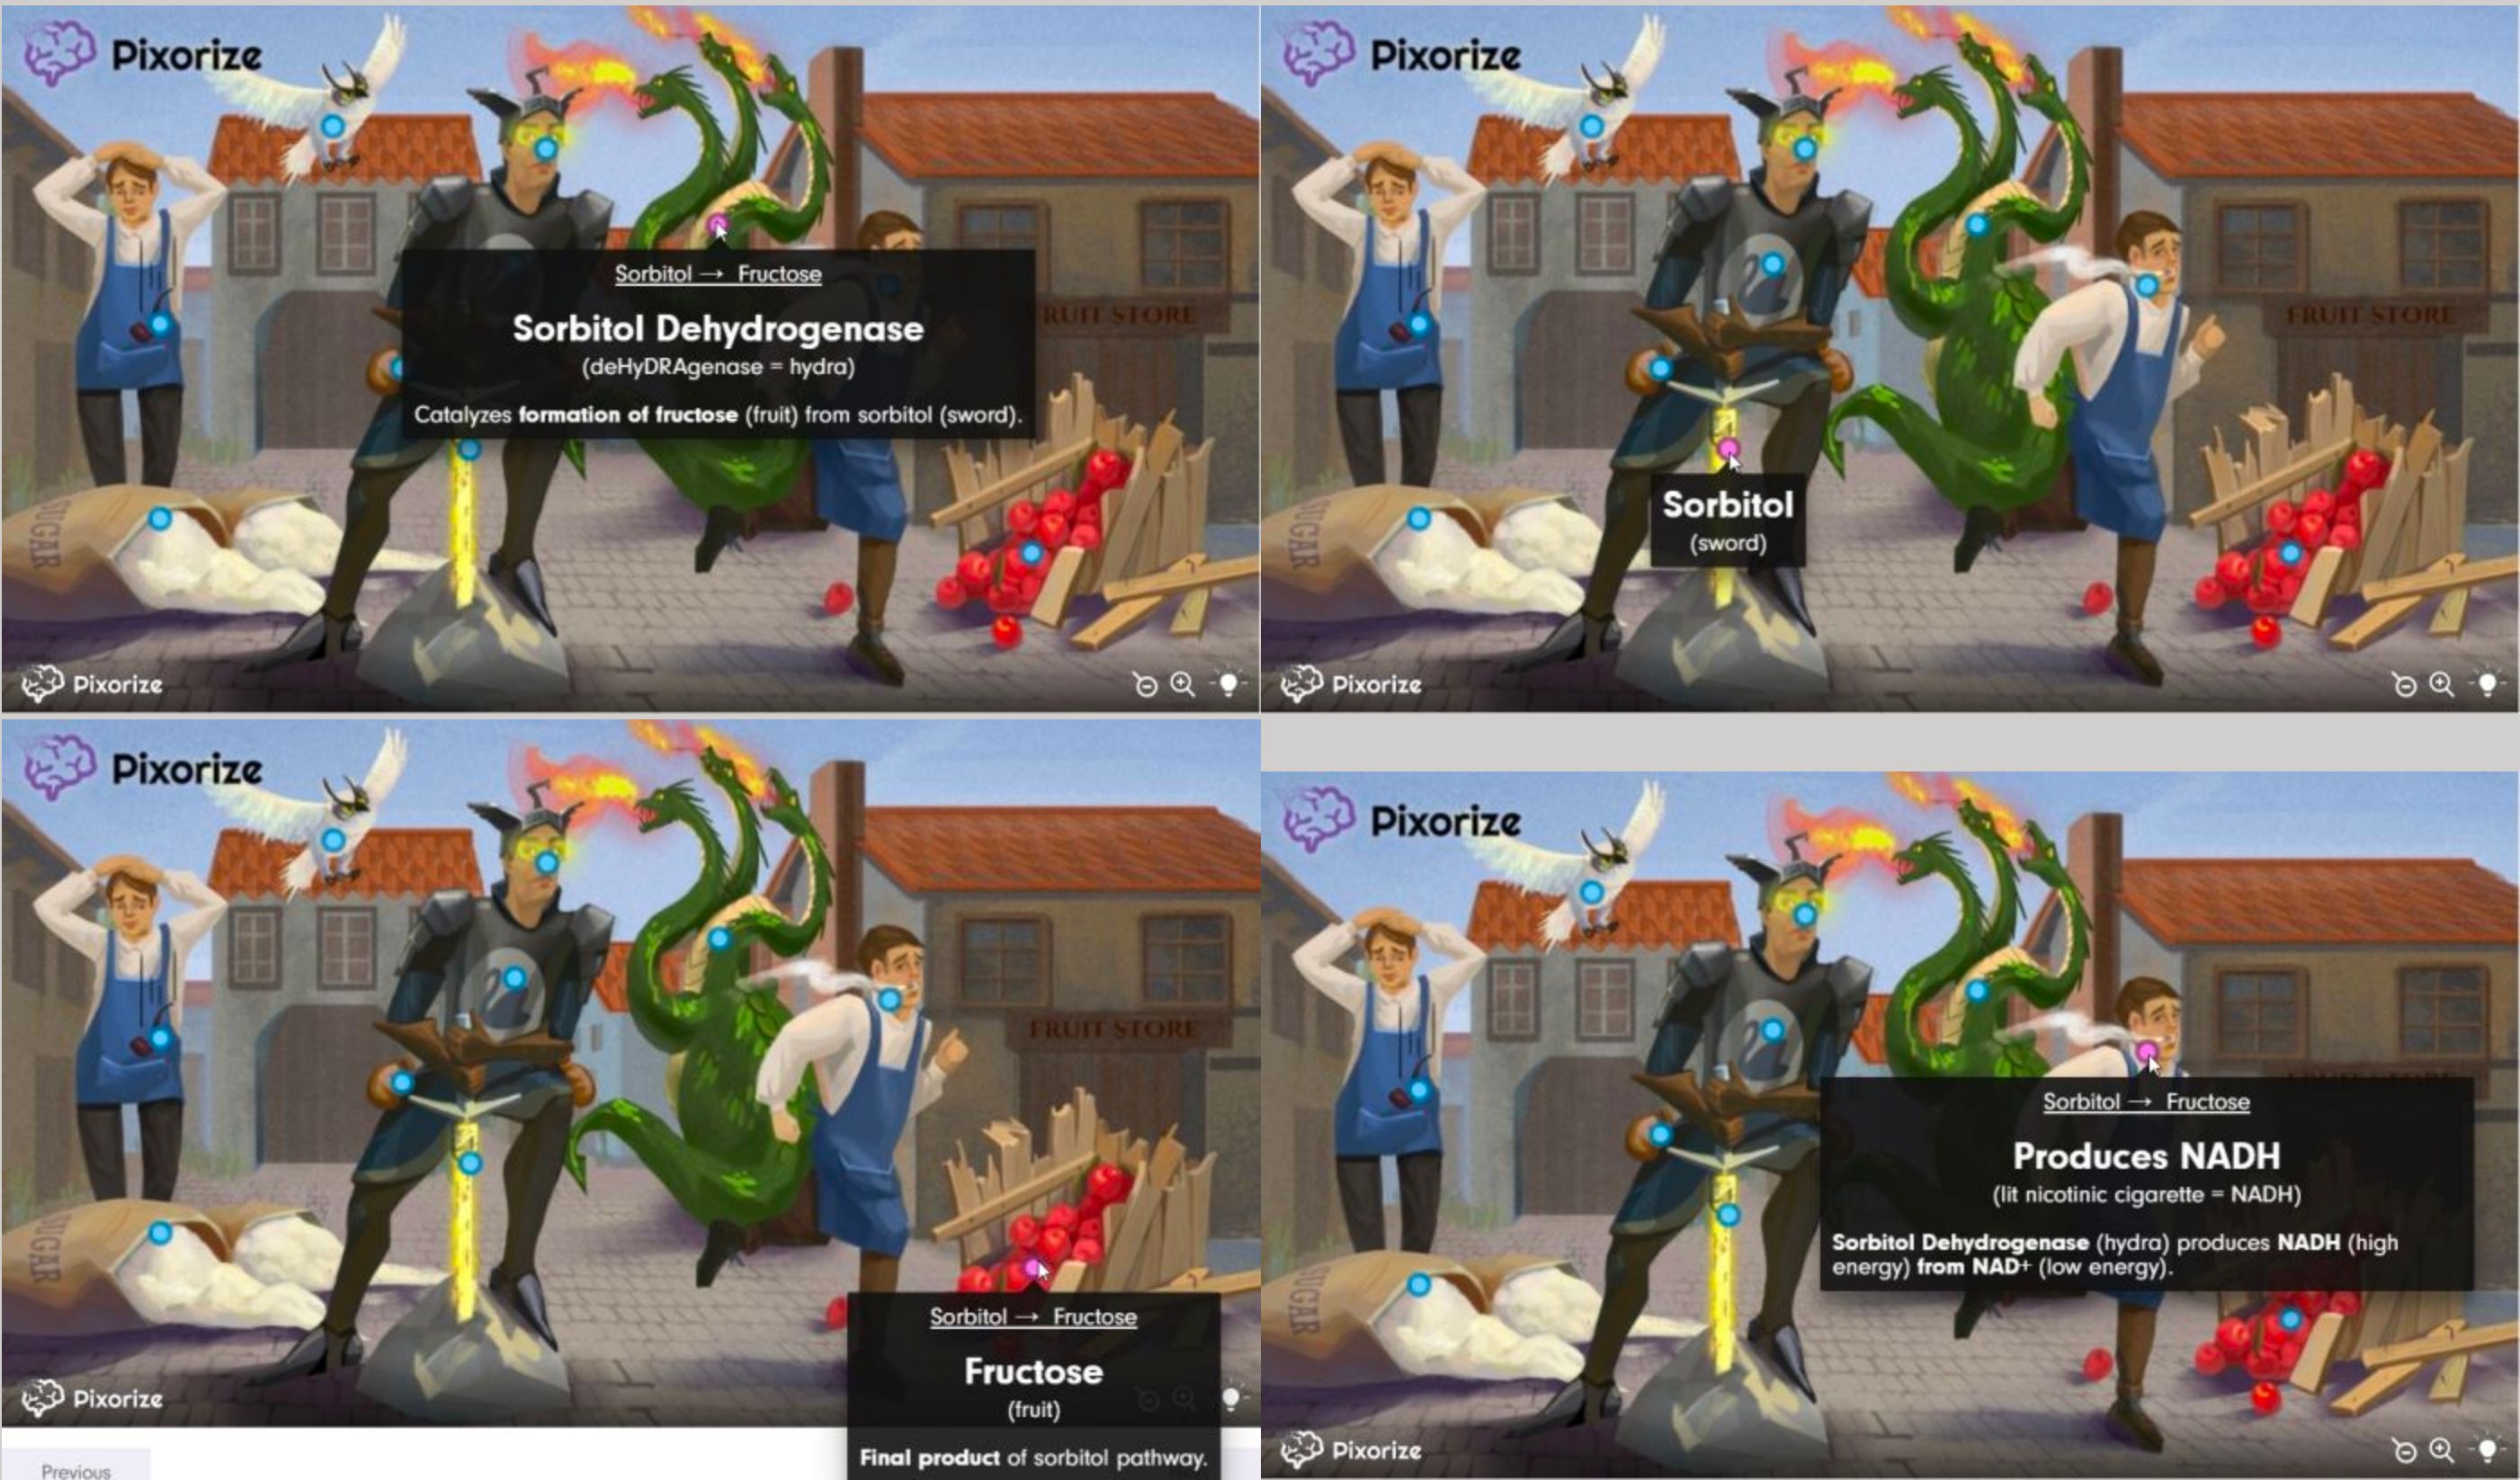 Pixorize
Sorbitol → Fructose
Sorbitol Dehydrogenase
(deHyDRAgenase = hydra)
Catalyzes formation of fructose (fruit) from sorbitol (sword).
FRUIT STORE
SUGAR
Pixorize
Pixorize
FRUIT STORE
Sorbitol
(sword)
SUGAR
Pixorize
Pixorize
FRUIT STORE
SUGAR
Sorbitol → Fructose
Fructose
(fruit)
Final product of sorbitol pathway.
Pixorize
Previous
Pixorize
Sorbitol → Fructose
Produces NADH
(lit nicotinic cigarette = NADH)
Sorbitol Dehydrogenase (hydra) produces NADH (high
energy) from NAD+ (low energy).
SUGAR
Pixorize